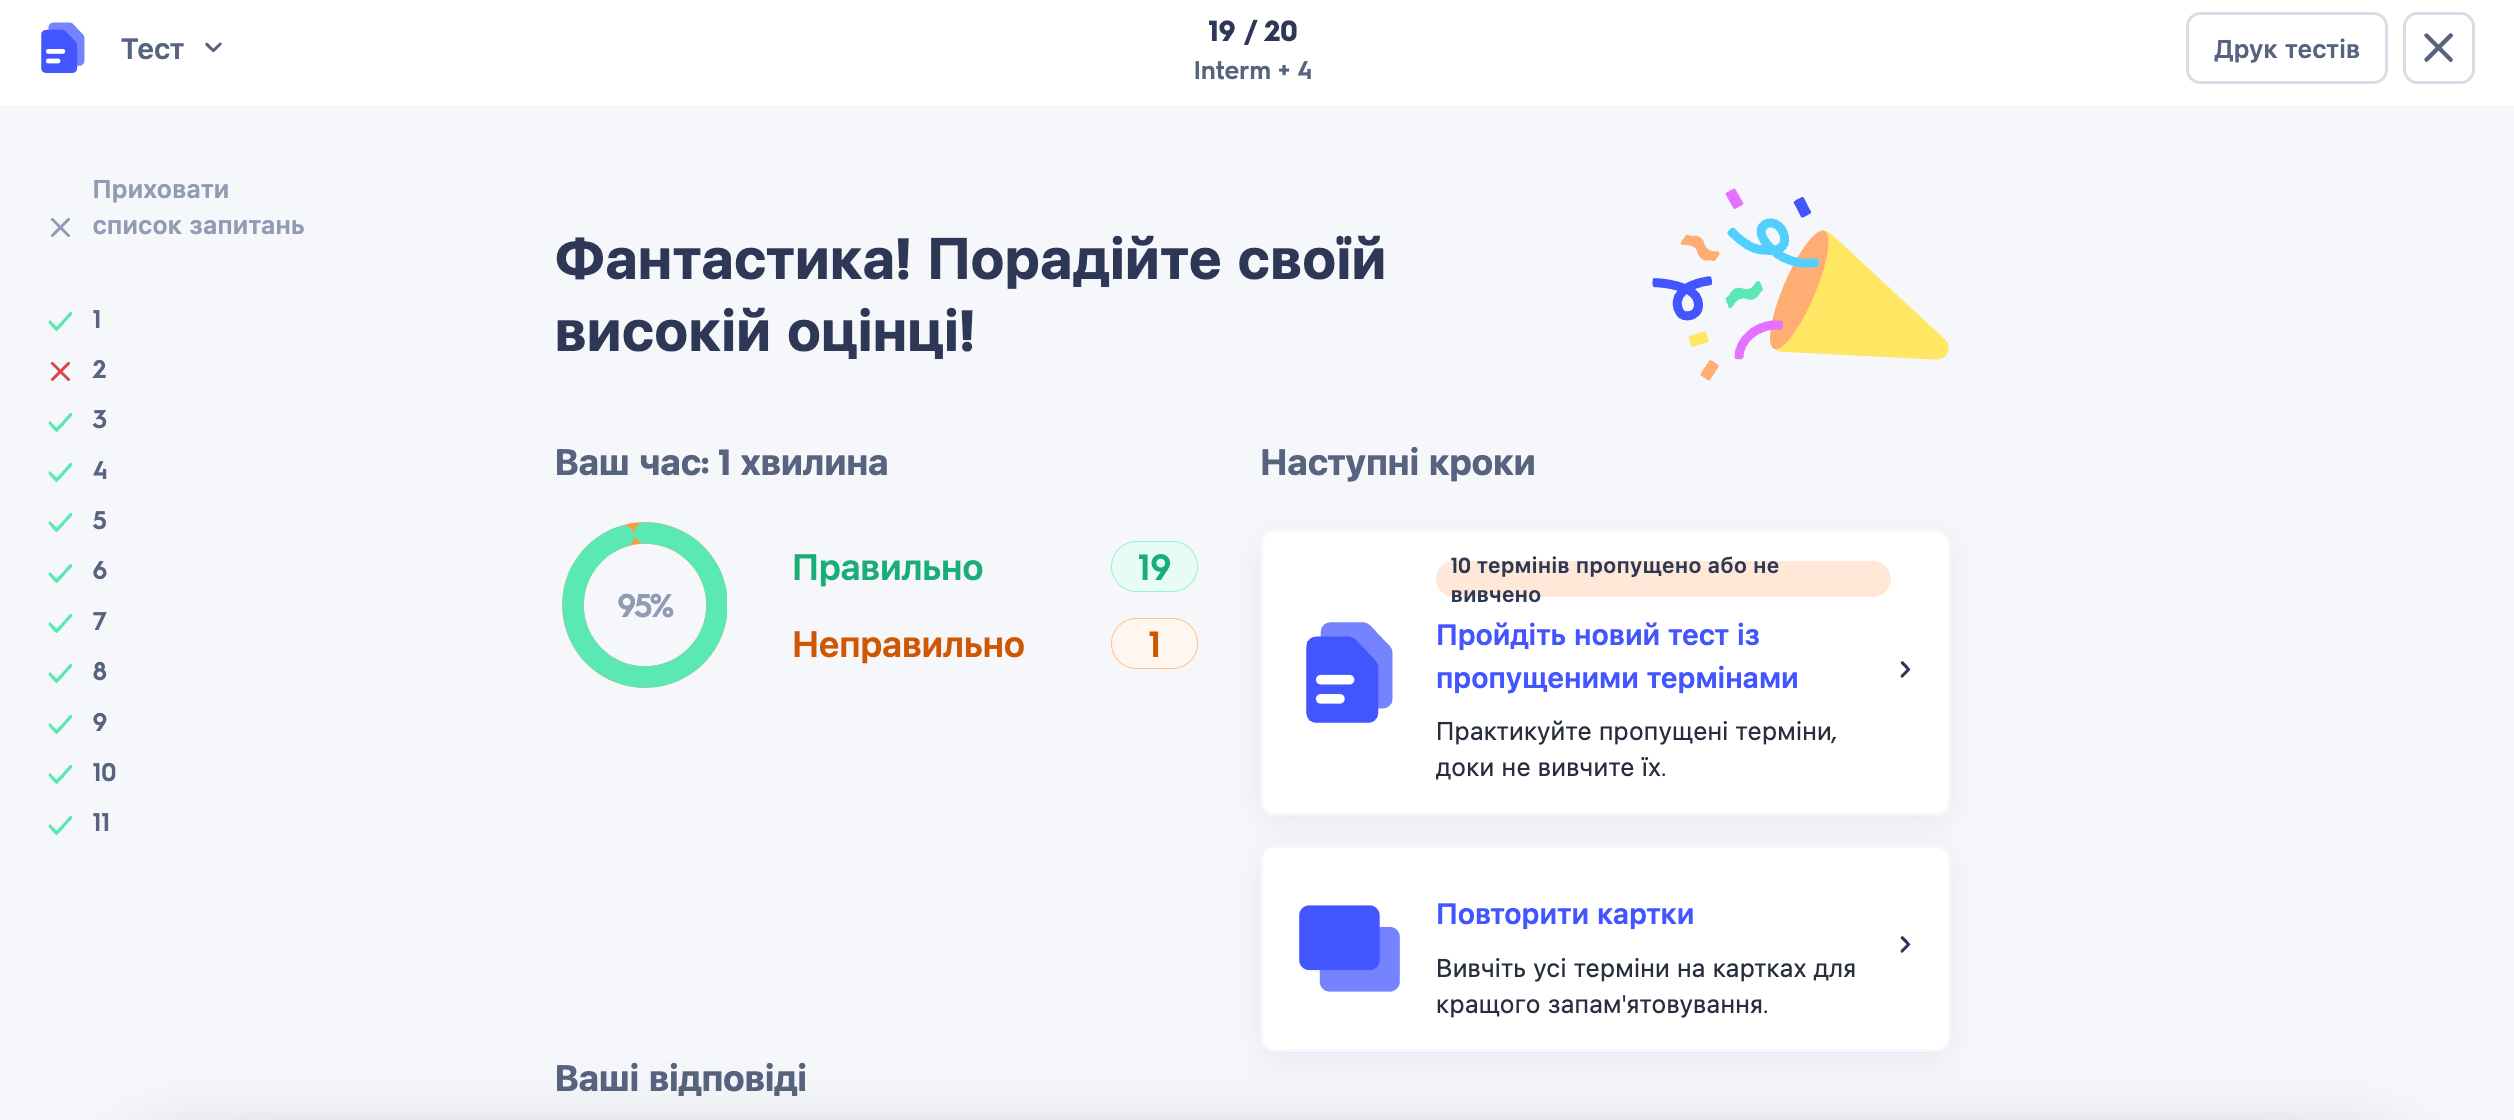 Тест
19 / 20
Interm + 4
Друк тестів
Приховати
список запитань
1
2
3
4
5
6
7
8
9
10
11
Фантастика! Порадійте своїй
високій оцінці!
Ваш час: 1 хвилина
95%
Правильно 19
Неправильно 1
Наступні кроки
10 термінів пропущено або не
вивчено
Пройдіть новий тест із
пропущеними термінами
Практикуйте пропущені терміни,
доки не вивчите їх.
Повторити картки
Вивчіть усі терміни на картках для
кращого запам'ятовування.
Ваші відповіді